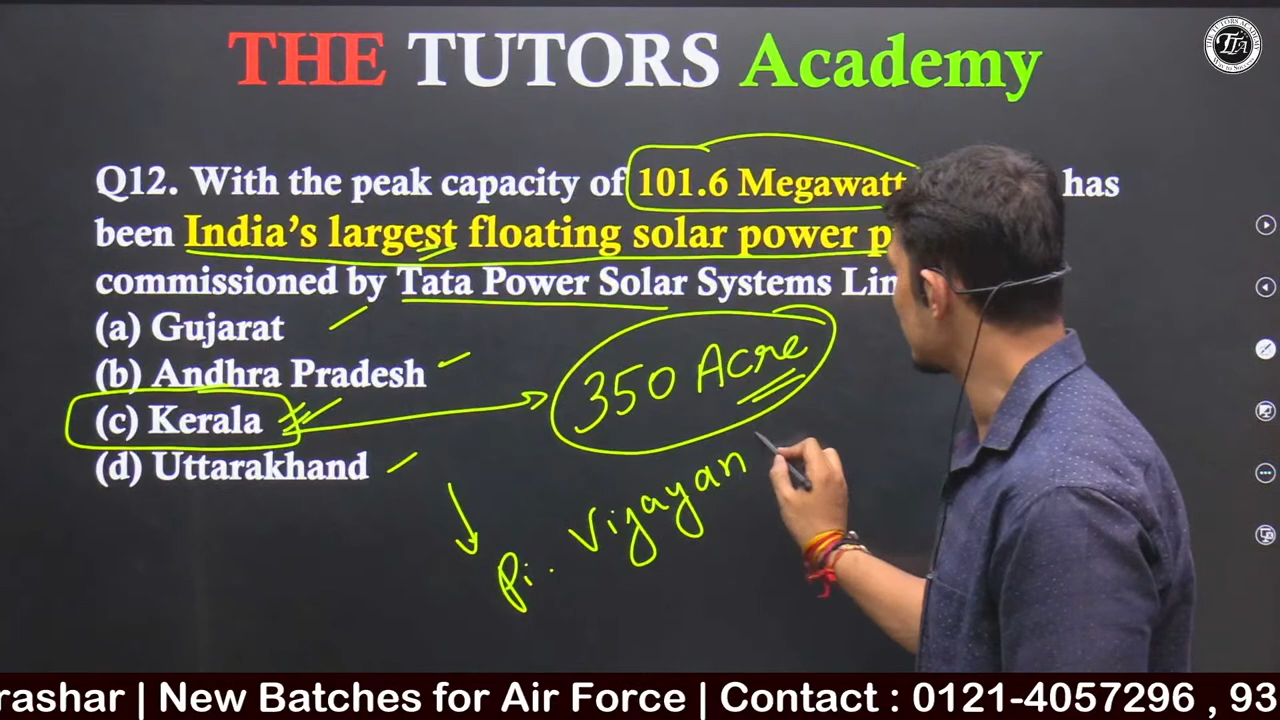 THE TUTORS Academy
Q12. With the peak capacity of 101.6 Megawatt has
been India's largest floating solar power p
commissioned by Tata Power Solar Systems Lin
(a) Gujarat
(b) Andhra Pradesh
(c) Kerala
(d) Uttarakhand
350 Acre
Pi. Vijayan
rashar | New Batches for Air Force | Contact : 0121-4057296 , 93